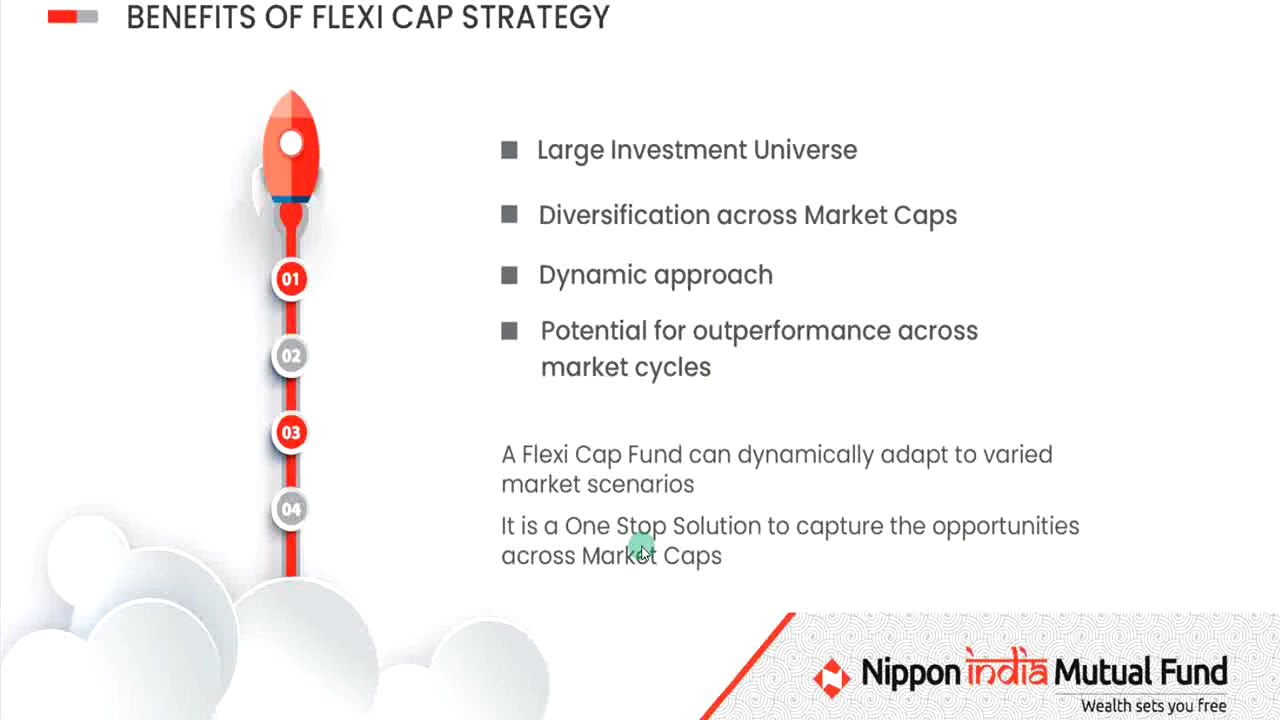 BENEFITS OF FLEXI CAP STRATEGY
Large Investment Universe
Diversification across Market Caps
Dynamic approach
Potential for outperformance across
market cycles
01
02
03
04
A Flexi Cap Fund can dynamically adapt to varied
market scenarios
It is a One Stop Solution to capture the opportunities
across Market Caps
Nippon india Mutual Fund
Wealth sets you free